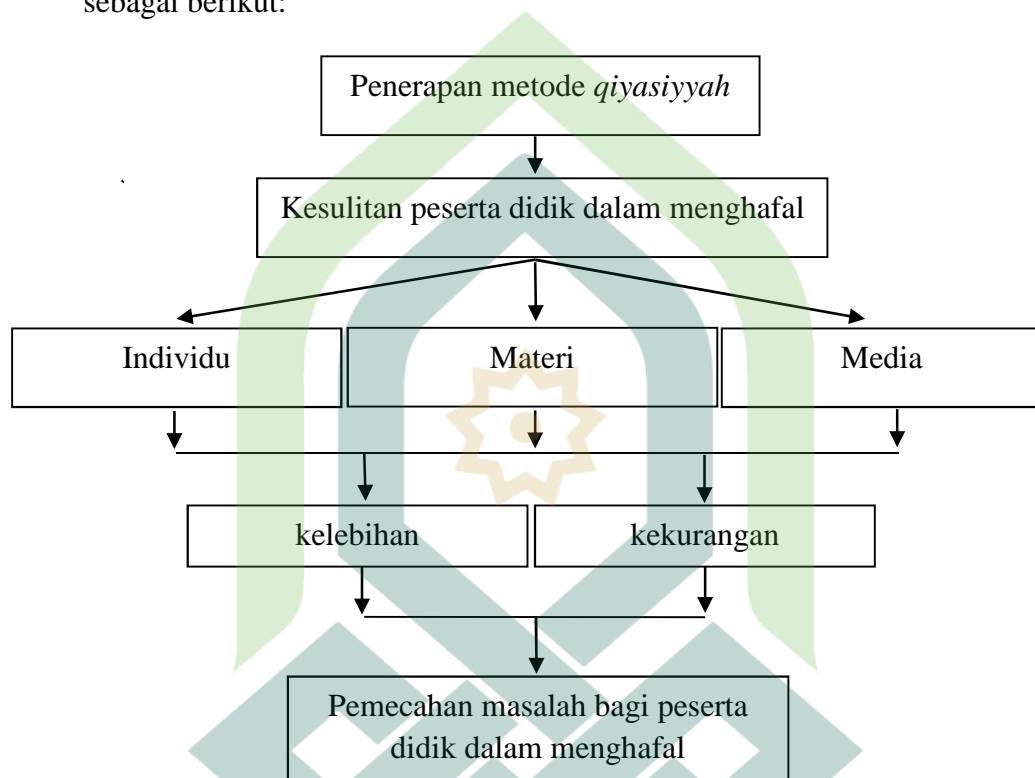 sebagai berikut:
Penerapan metode qiyasiyyah
Kesulitan peserta didik dalam menghafal
Individu
Materi
Media
kelebihan
kekurangan
Pemecahan masalah bagi peserta
didik dalam menghafal